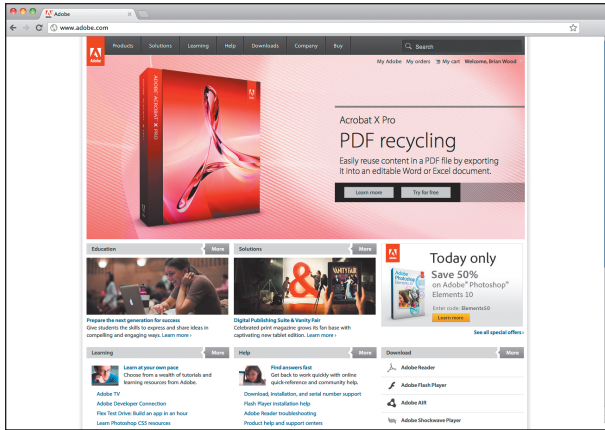 Adobe
www.adobe.com
Adobe
Products Solutions Learning Help Downloads Company Buy Search
My Adobe My orders My cart Welcome, Brian Wood
ADOBE ACROBAT X PRO
Acrobat X Pro
PDF recycling
Easily reuse content in a PDF file by exporting
it into an editable Word or Excel document.
Learn more Try for free
Education More
Solutions More
VANITY FAIR
Prepare the next generation for success
Give students the skills to express and share ideas in
compelling and engaging ways. Learn more ›
Digital Publishing Suite & Vanity Fair
Celebrated print magazine grows its fan base with
captivating new tablet edition. Learn more ›
Adobe
Today only
Save 50%
on Adobe® Photoshop®
Elements 10
Enter code: Elements50
Learn more
Adobe Photoshop Elements 10
See all special offers ›
Learning More
Learn at your own pace
Choose from a wealth of tutorials and
learning resources from Adobe.
Adobe TV
Adobe Developer Connection
Flex Test Drive: Build an app in an hour
Learn Photoshop CS5 resources
Help More
Find answers fast
Get back to work quickly with online
quick-reference and community help.
Download, installation, and serial number support
Flash Player installation help
Adobe Reader troubleshooting
Product help and support centers
Download More
Adobe Reader
Adobe Flash Player
Adobe AIR
Adobe Shockwave Player